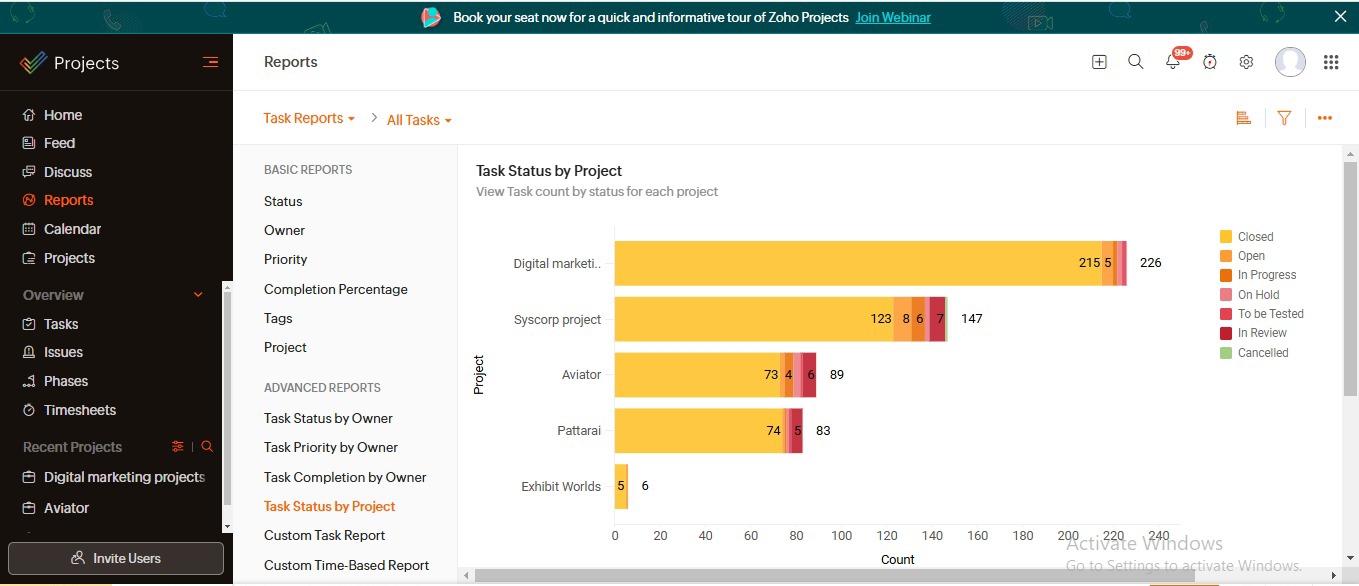 Book your seat now for a quick and informative tour of Zoho Projects Join Webinar
Projects
Reports
99+
Home
Feed
Discuss
Reports
Calendar
Projects
Overview
Tasks
Issues
Phases
Timesheets
Recent Projects
Digital marketing projects
Aviator
Invite Users
Task Reports
All Tasks
BASIC REPORTS
Status
Owner
Priority
Completion Percentage
Tags
Project
ADVANCED REPORTS
Task Status by Owner
Task Priority by Owner
Task Completion by Owner
Task Status by Project
Custom Task Report
Custom Time-Based Report
Task Status by Project
View Task count by status for each project
Project
Digital marketi.. 215 5 226
Syscorp project 123 8 6 7 147
Aviator 73 4 6 89
Pattarai 74 5 83
Exhibit Worlds 5 6
0 20 40 60 80 100 120 140 160 180 200 220 240
Count
Closed
Open
In Progress
On Hold
To be Tested
In Review
Cancelled
Activate Windows
Go to Settings to activate Windows.